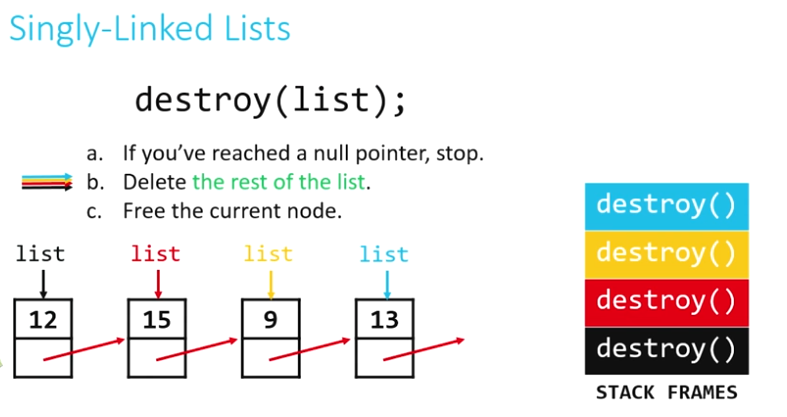 Singly-Linked Lists
destroy(list);
a. If you’ve reached a null pointer, stop.
b. Delete the rest of the list.
c. Free the current node.
list list list list
12 15 9 13
destroy()
destroy()
destroy()
destroy()
STACK FRAMES